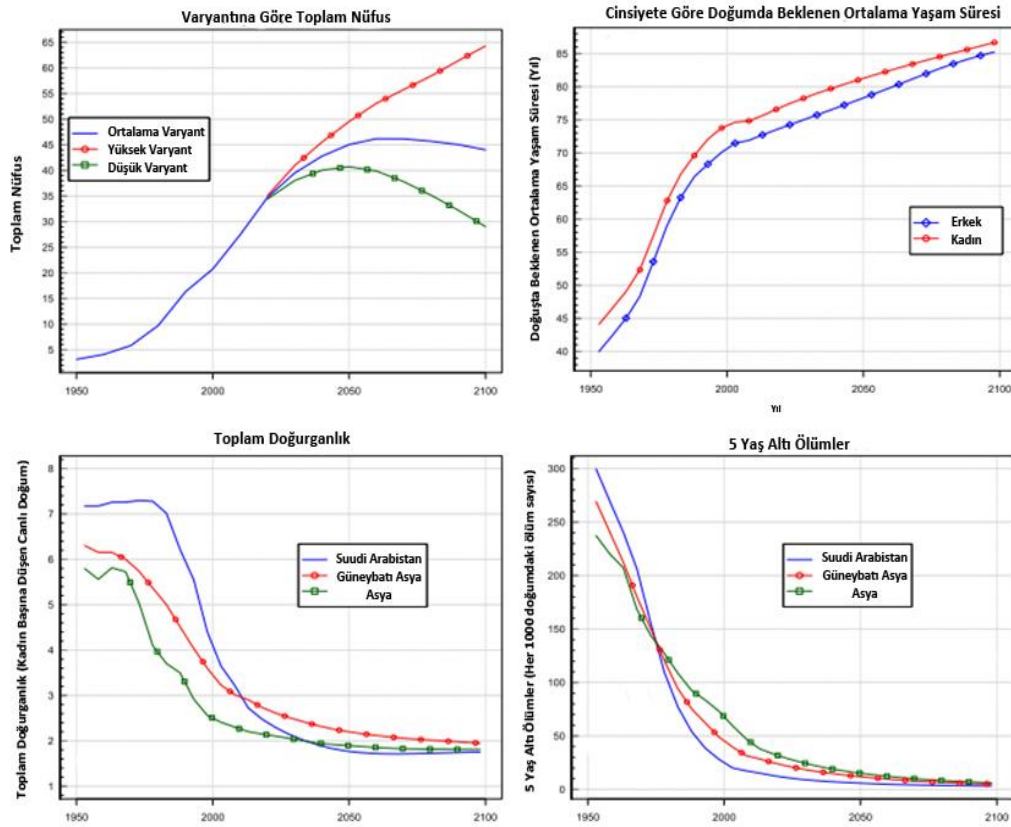 Varyantına Göre Toplam Nüfus
Toplam Nüfus
65
60
55
50
45
40
35
30
25
20
15
10
5
1950
2000
2050
2100
Ortalama Varyant
Yüksek Varyant
Düşük Varyant
Cinsiyete Göre Doğumda Beklenen Ortalama Yaşam Süresi
Doğuşta Beklenen Ortalama Yaşam Süresi (Yıl)
85
80
75
70
65
60
55
50
45
40
1950
2000
2050
2100
Yıl
Erkek
Kadın
Toplam Doğurganlık
Toplam Doğurganlık (Kadın Başına Düşen Canlı Doğum)
8
7
6
5
4
3
2
1
1950
2000
2050
2100
Suudi Arabistan
Güneybatı Asya
Asya
5 Yaş Altı Ölümler
5 Yaş Altı Ölümler (Her 1000 doğumdaki ölüm sayısı)
300
250
200
150
100
50
0
1950
2000
2050
2100
Suudi Arabistan
Güneybatı Asya
Asya